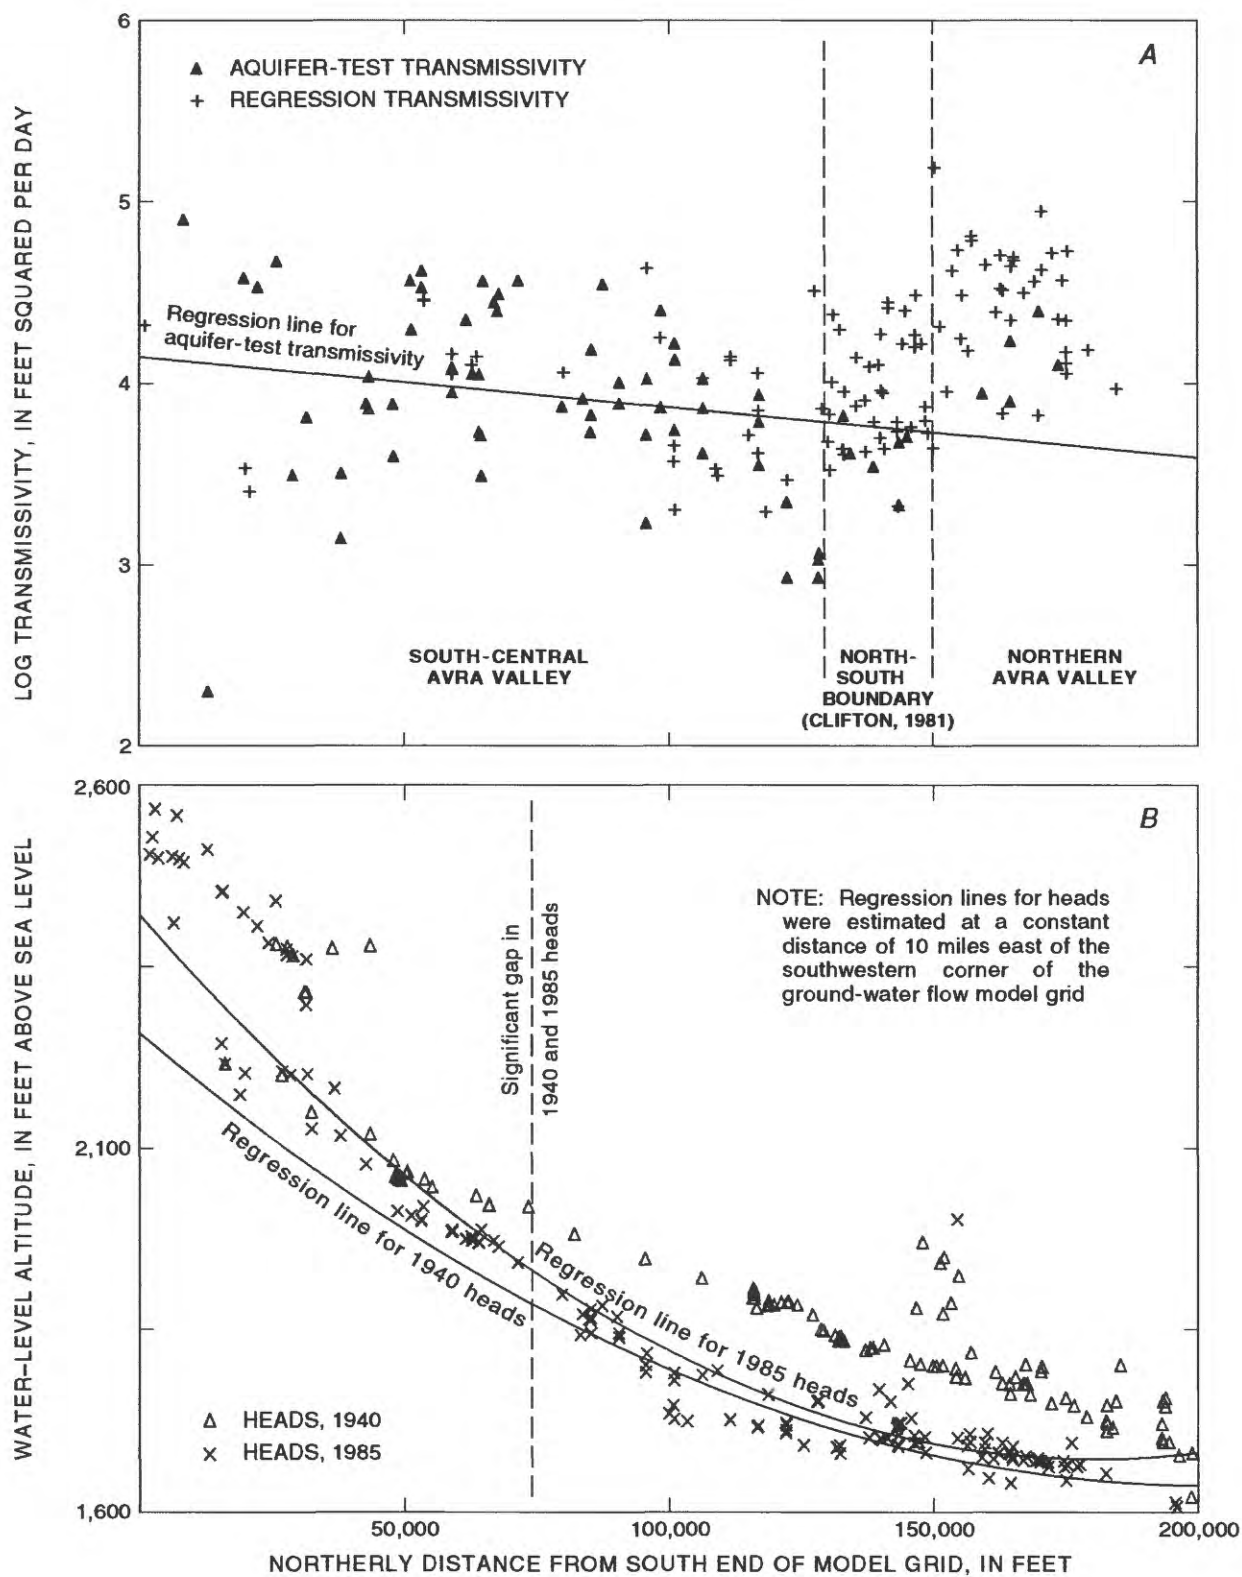 6
A
▲ AQUIFER-TEST TRANSMISSIVITY
+ REGRESSION TRANSMISSIVITY
5
Regression line for
aquifer-test transmissivity
4
3
SOUTH-CENTRAL
AVRA VALLEY
NORTH-
SOUTH
BOUNDARY
(CLIFTON, 1981)
NORTHERN
AVRA VALLEY
2
LOG TRANSMISSIVITY, IN FEET SQUARED PER DAY
2,600
B
NOTE: Regression lines for heads
were estimated at a constant
distance of 10 miles east of the
southwestern corner of the
ground-water flow model grid
Significant gap in
1940 and 1985 heads
2,100
Regression line for 1940 heads
Regression line for 1985 heads
△ HEADS, 1940
× HEADS, 1985
1,600
WATER-LEVEL ALTITUDE, IN FEET ABOVE SEA LEVEL
50,000 100,000 150,000 200,000
NORTHERLY DISTANCE FROM SOUTH END OF MODEL GRID, IN FEET